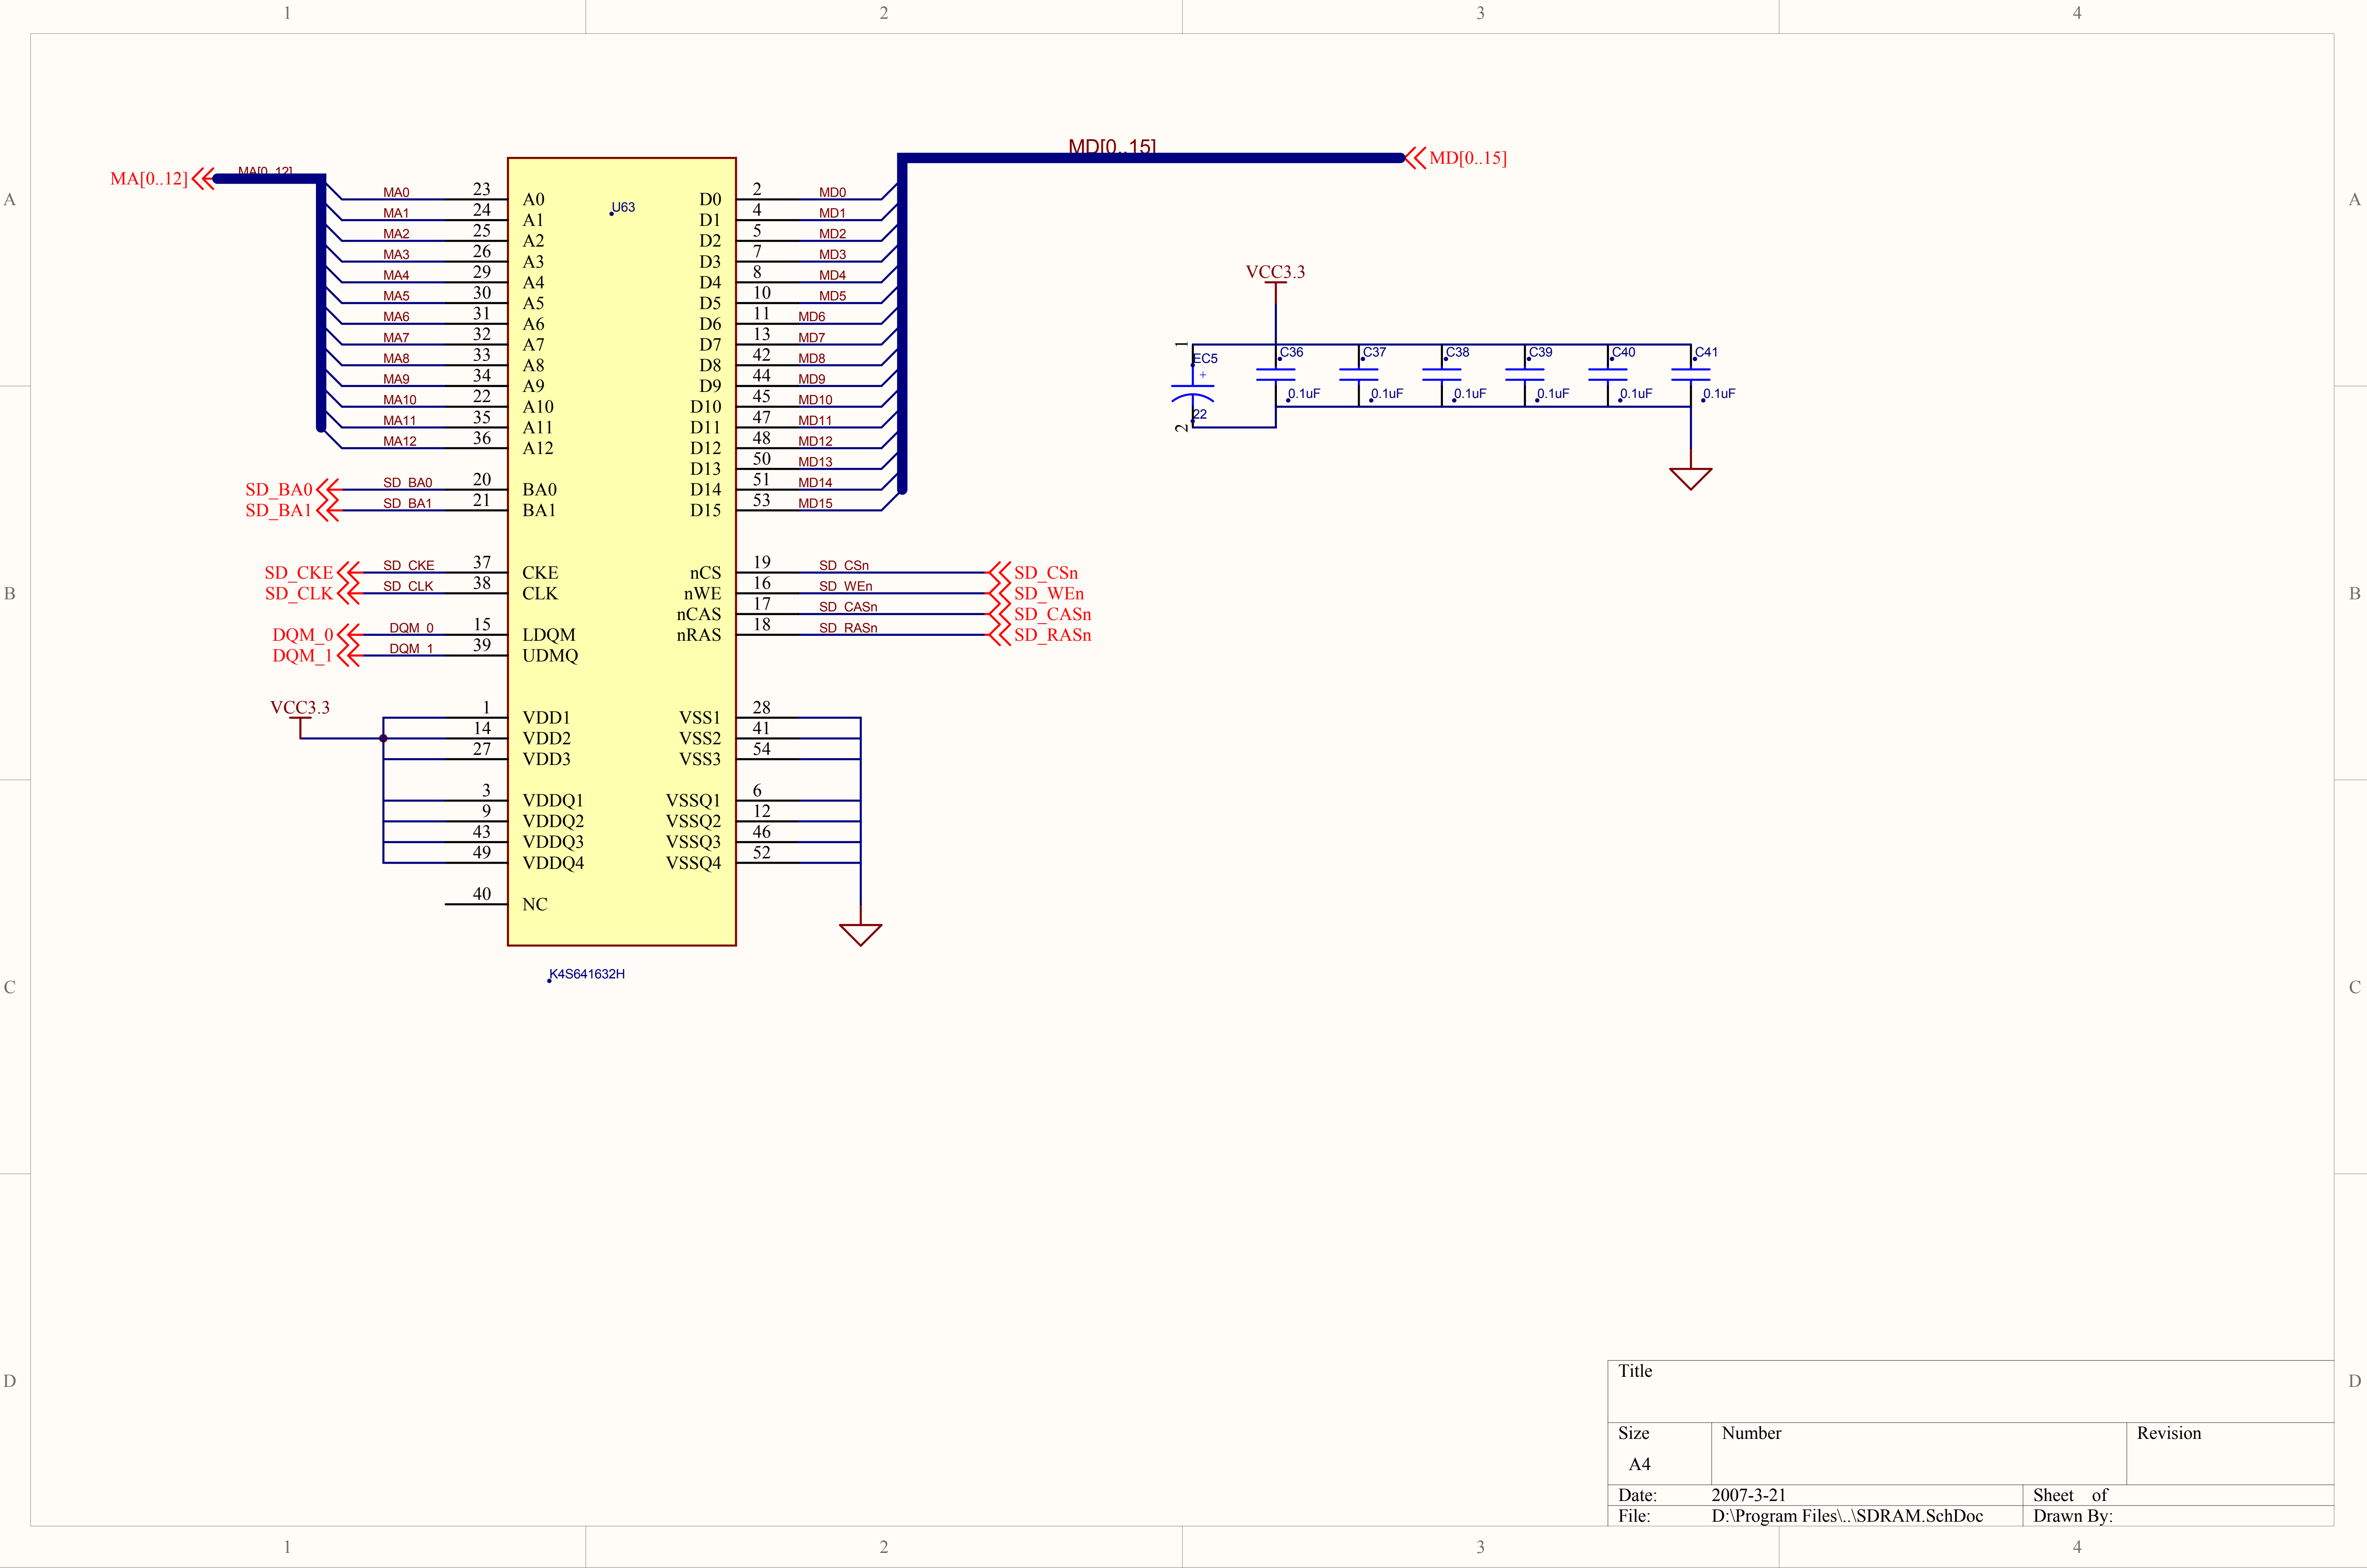 1 2 3 4
MD[0..15]
MD[0..15]
MA[0..12]
MA[0..12]
A A
U63
MA0 23 A0 D0 2 MD0
MA1 24 A1 D1 4 MD1
MA2 25 A2 D2 5 MD2
MA3 26 A3 D3 7 MD3
MA4 29 A4 D4 8 MD4
MA5 30 A5 D5 10 MD5
MA6 31 A6 D6 11 MD6
MA7 32 A7 D7 13 MD7
MA8 33 A8 D8 42 MD8
MA9 34 A9 D9 44 MD9
MA10 22 A10 D10 45 MD10
MA11 35 A11 D11 47 MD11
MA12 36 A12 D12 48 MD12
D13 50 MD13
SD_BA0 SD_BA0 20 BA0 D14 51 MD14
SD_BA1 SD_BA1 21 BA1 D15 53 MD15
VCC3.3
1
EC5 C36 C37 C38 C39 C40 C41
+
22 0.1uF 0.1uF 0.1uF 0.1uF 0.1uF 0.1uF
2
SD_CKE SD_CKE 37 CKE nCS 19 SD_CSn SD_CSn
B SD_CLK SD_CLK 38 CLK nWE 16 SD_WEn SD_WEn B
nCAS 17 SD_CASn SD_CASn
DQM_0 DQM_0 15 LDQM nRAS 18 SD_RASn SD_RASn
DQM_1 DQM_1 39 UDMQ
VCC3.3
1 VDD1 VSS1 28
14 VDD2 VSS2 41
27 VDD3 VSS3 54
3 VDDQ1 VSSQ1 6
9 VDDQ2 VSSQ2 12
43 VDDQ3 VSSQ3 46
49 VDDQ4 VSSQ4 52
40 NC
K4S641632H
C C
D D
Title
Size Number Revision
A4
Date: 2007-3-21 Sheet of
File: D:\Program Files\..\SDRAM.SchDoc Drawn By:
1 2 3 4